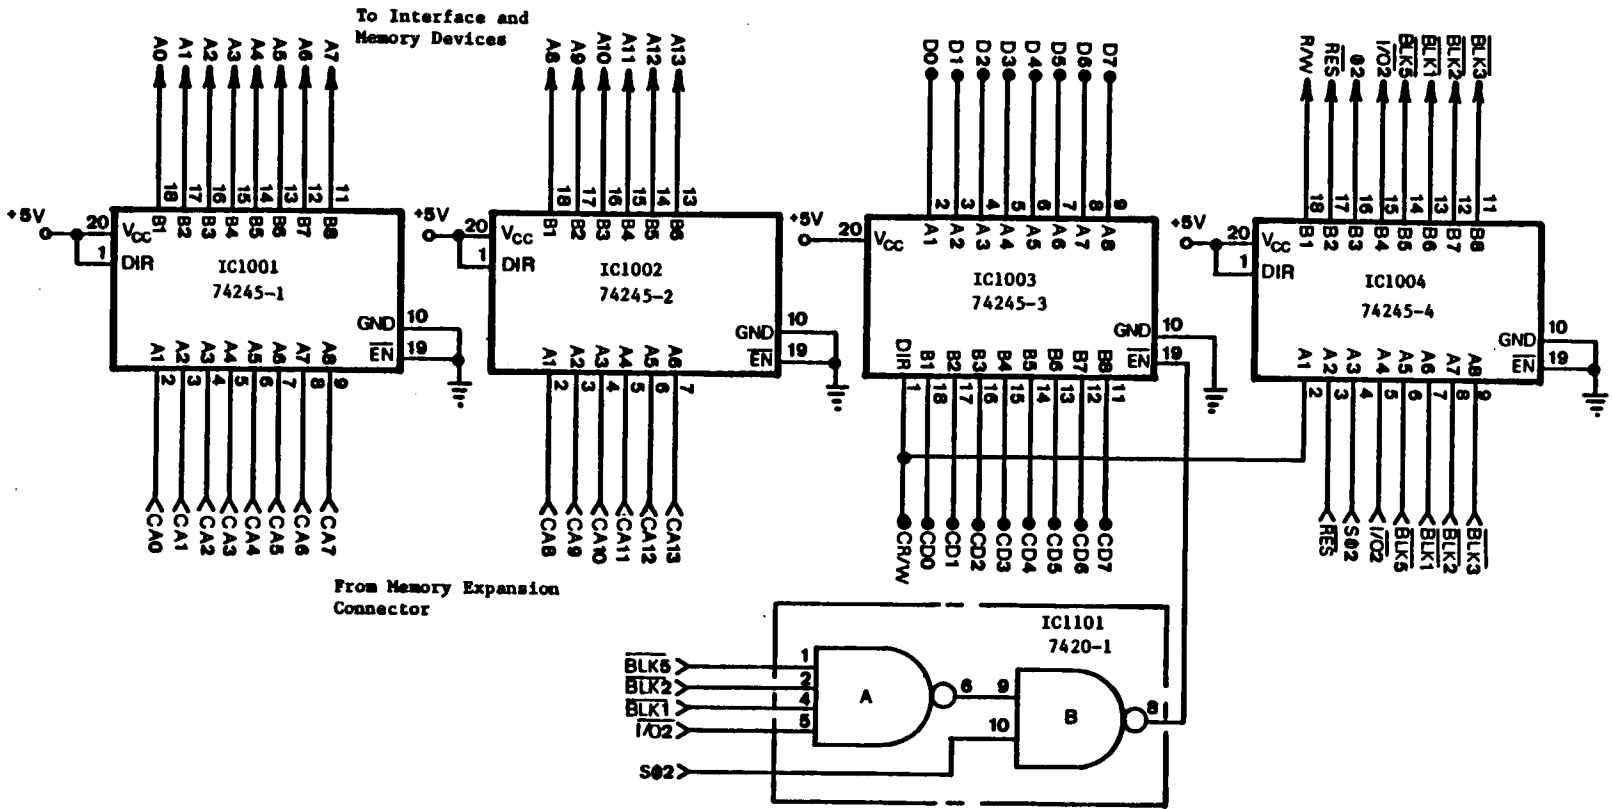 To Interface and
Memory Devices
A0 A1 A2 A3 A4 A5 A6 A7
A8 A9 A10 A11 A12 A13
D0 D1 D2 D3 D4 D5 D6 D7
R/W RES Φ2 I/O2 BLK5 BLK1 BLK2 BLK3
18 17 16 15 14 13 12 11
B1 B2 B3 B4 B5 B6 B7 B8
+5V
20 VCC
1 DIR
IC1001
74245-1
GND 10
EN 19
A1 A2 A3 A4 A5 A6 A7 A8
2 3 4 5 6 7 8 9
CA0 CA1 CA2 CA3 CA4 CA5 CA6 CA7
18 17 16 15 14 13
B1 B2 B3 B4 B5 B6
+5V
20 VCC
1 DIR
IC1002
74245-2
GND 10
EN 19
A1 A2 A3 A4 A5 A6
2 3 4 5 6 7
CA8 CA9 CA10 CA11 CA12 CA13
2 3 4 5 6 7 8 9
A1 A2 A3 A4 A5 A6 A7 A8
+5V
20 VCC
IC1003
74245-3
GND 10
EN 19
DIR B1 B2 B3 B4 B5 B6 B7 B8
1 18 17 16 15 14 13 12 11
CR/W CD0 CD1 CD2 CD3 CD4 CD5 CD6 CD7
18 17 16 15 14 13 12 11
B1 B2 B3 B4 B5 B6 B7 B8
+5V
20 VCC
1 DIR
IC1004
74245-4
GND 10
EN 19
A1 A2 A3 A4 A5 A6 A7 A8
2 3 4 5 6 7 8 9
RES SΦ2 I/O2 BLK5 BLK1 BLK2 BLK3
From Memory Expansion
Connector
IC1101
7420-1
BLK5 1
BLK2 2
BLK1 4
I/O2 5
A 6 9
10 B 8
SΦ2